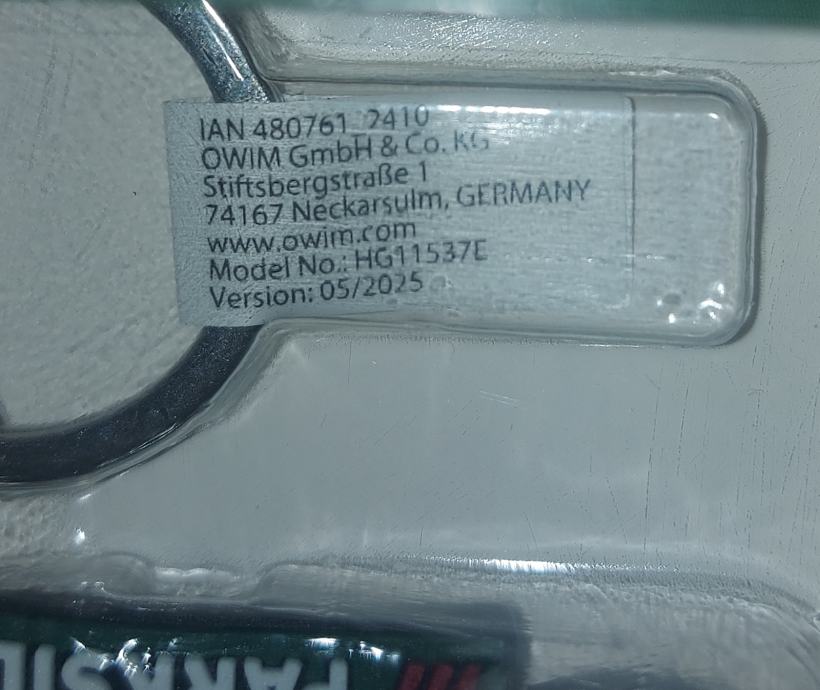 IAN 480761_2410
OWIM GmbH & Co. KG
Stiftsbergstraße 1
74167 Neckarsulm, GERMANY
www.owim.com
Model No.: HG11537E
Version: 05/2025